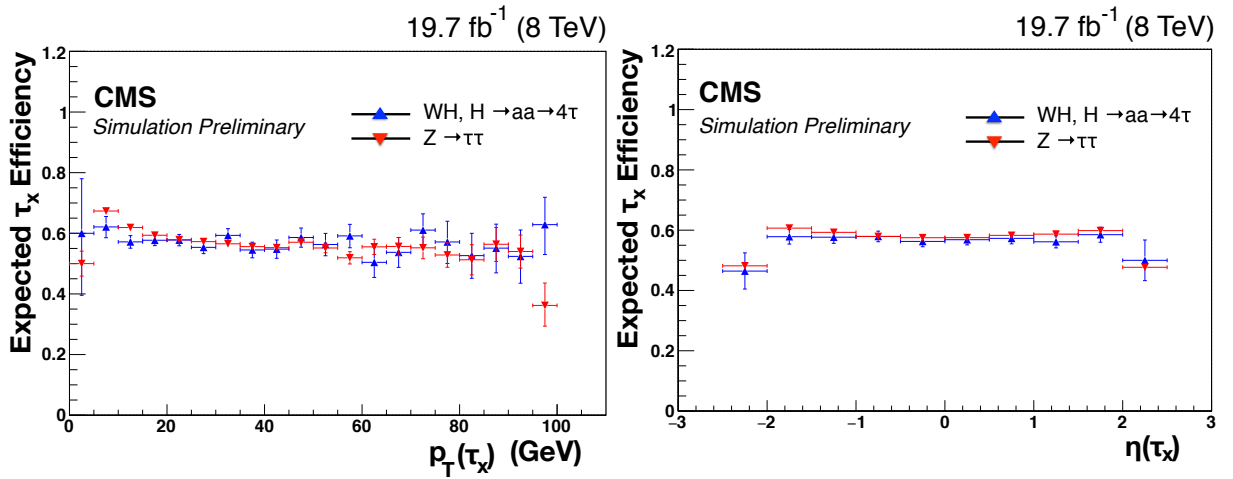 19.7 fb⁻¹ (8 TeV)
Expected τₓ Efficiency
1.2
1
0.8
0.6
0.4
0.2
0
CMS
Simulation Preliminary
WH, H →aa→4τ
Z →ττ
0 20 40 60 80 100
p_T(τₓ) (GeV)
19.7 fb⁻¹ (8 TeV)
Expected τₓ Efficiency
1.2
1
0.8
0.6
0.4
0.2
0
CMS
Simulation Preliminary
WH, H →aa→4τ
Z →ττ
−3 −2 −1 0 1 2 3
η(τₓ)